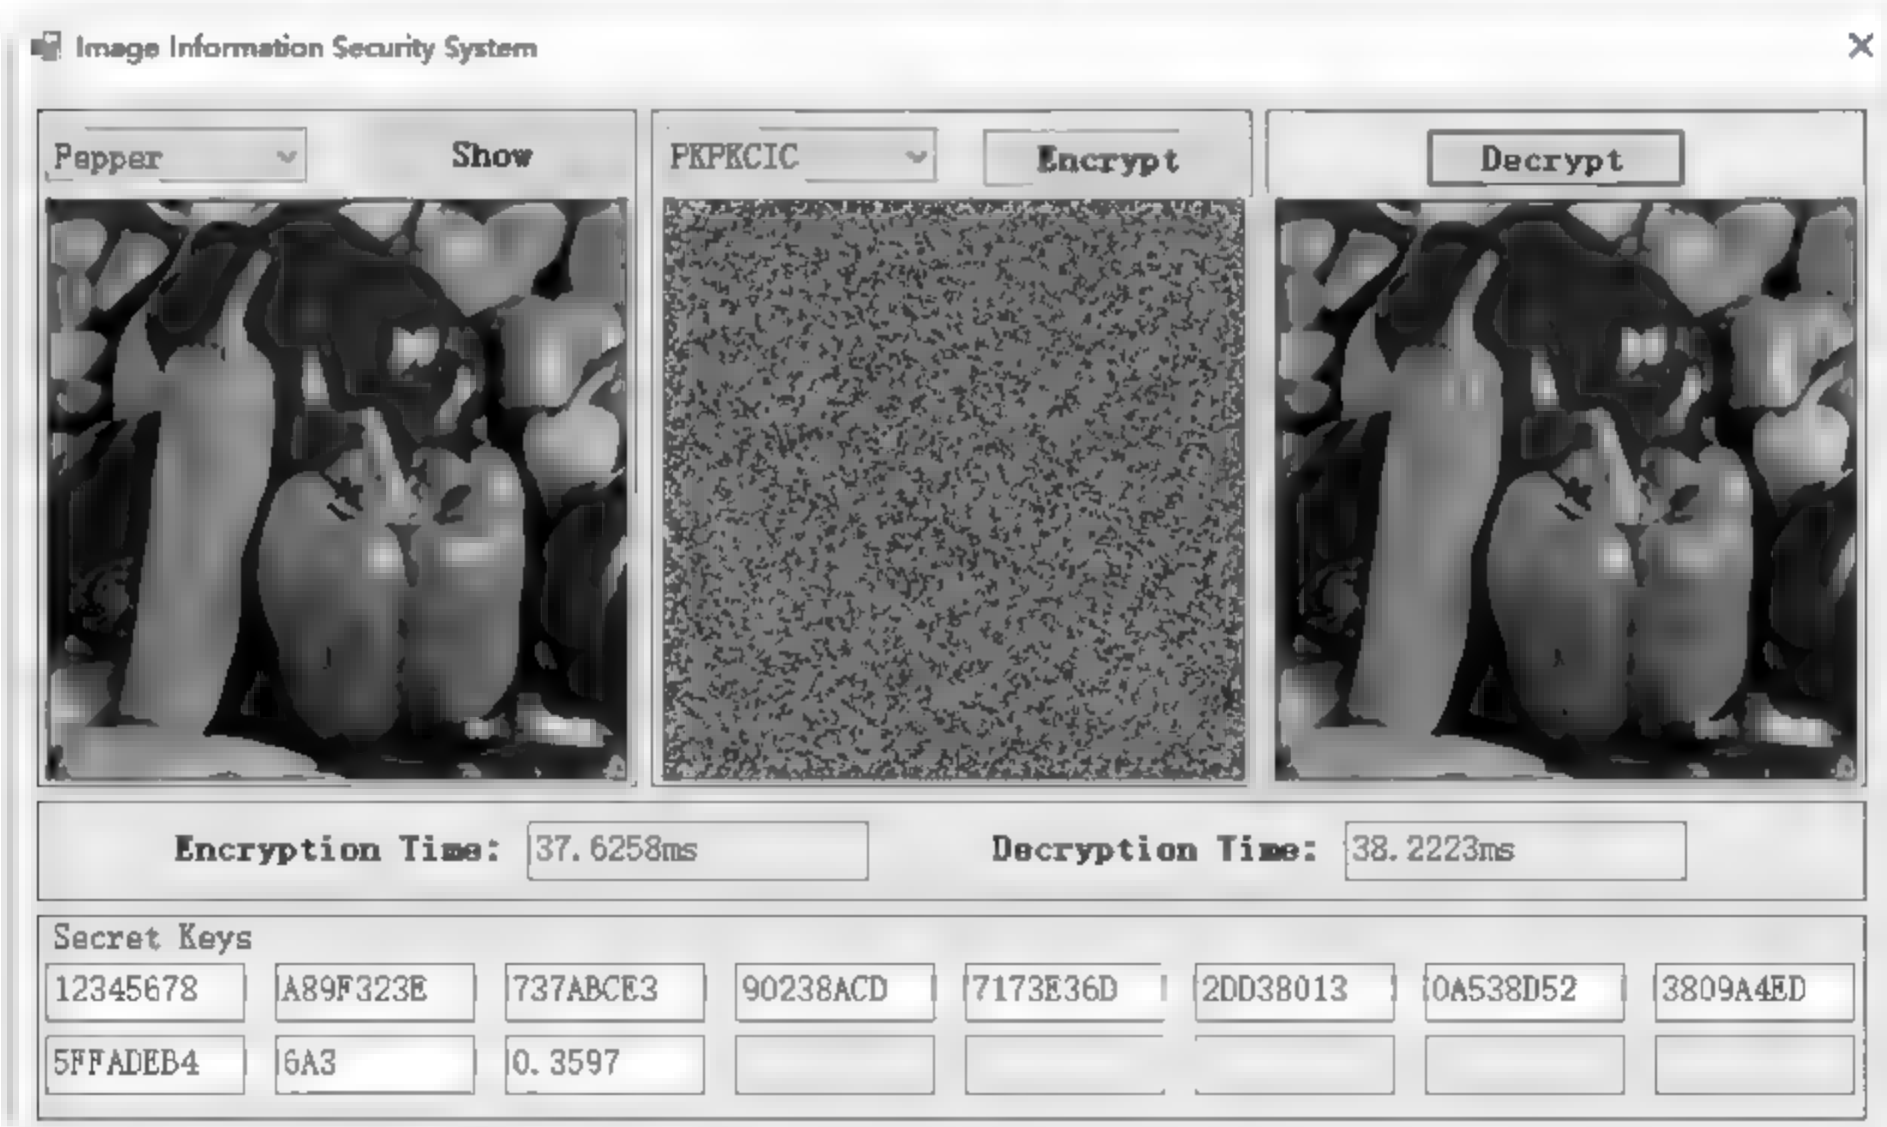 Image Information Security System
Pepper Show PKPKCIC Encrypt Decrypt
Encryption Time: 37.6258ms Decryption Time: 38.2223ms
Secret Keys
12345678 A89F323E 737ABCE3 90238ACD 7173E36D 2DD38013 0A538D52 3809A4ED
5FFADEB4 6A3 0.3597